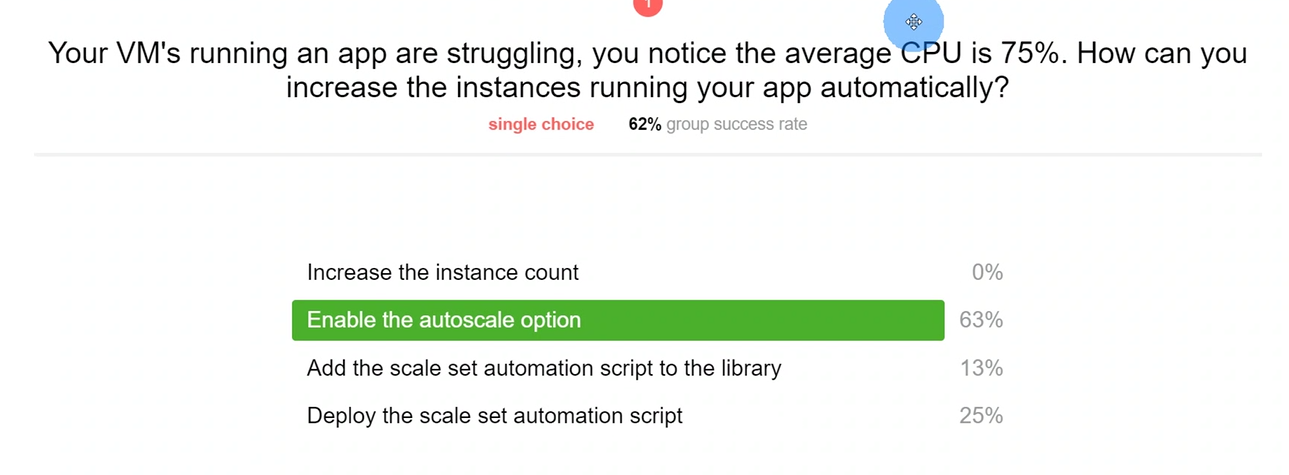 1
Your VM's running an app are struggling, you notice the average CPU is 75%. How can you
increase the instances running your app automatically?
single choice 62% group success rate
Increase the instance count 0%
Enable the autoscale option 63%
Add the scale set automation script to the library 13%
Deploy the scale set automation script 25%